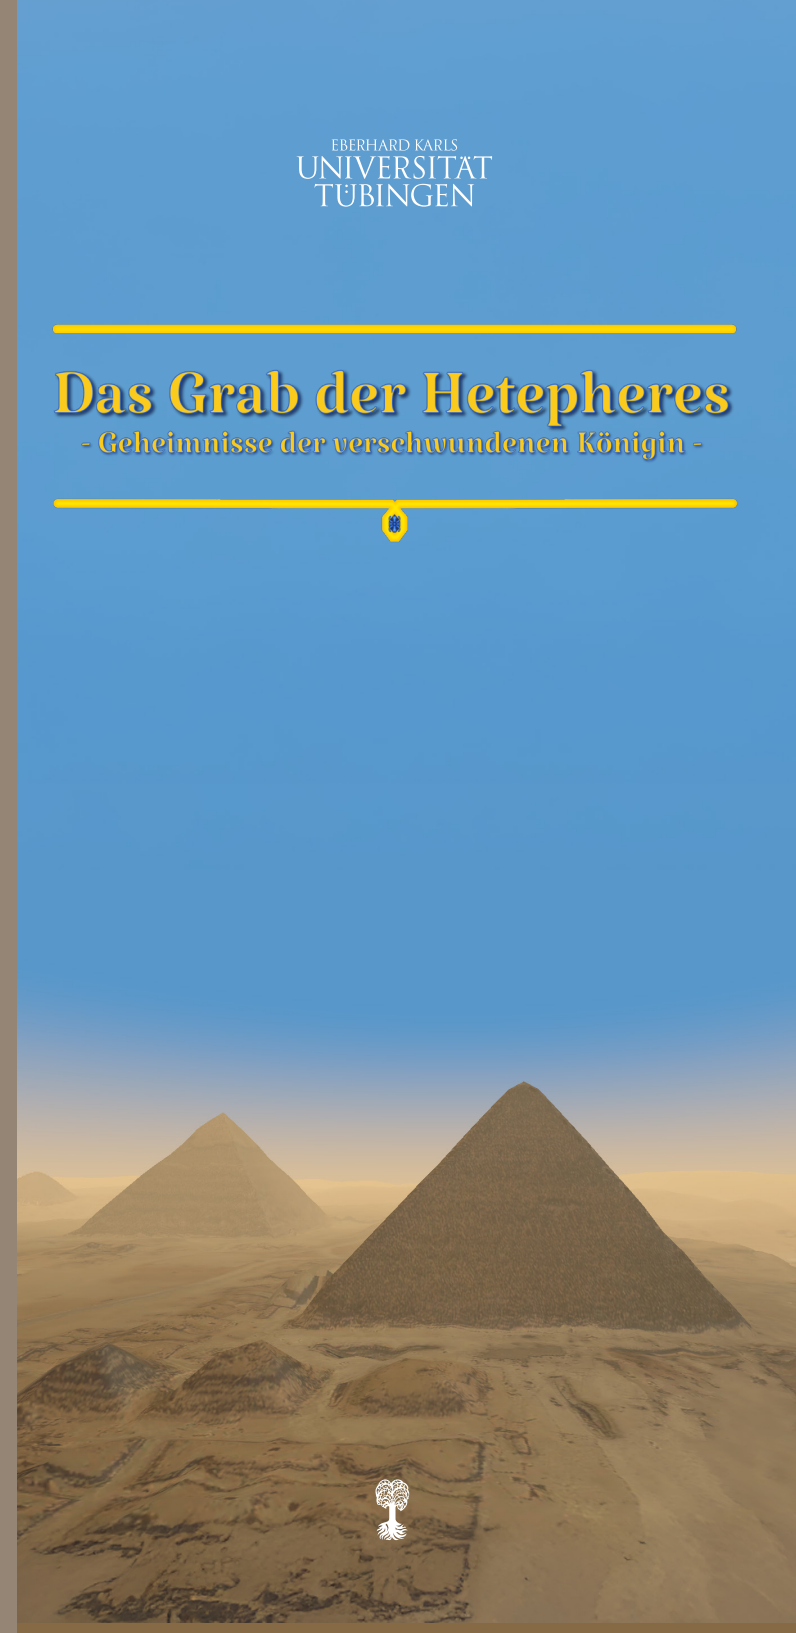 EBERHARD KARLS
UNIVERSITÄT
TÜBINGEN
Das Grab der Hetepheres
- Geheimnisse der verschwundenen Königin -